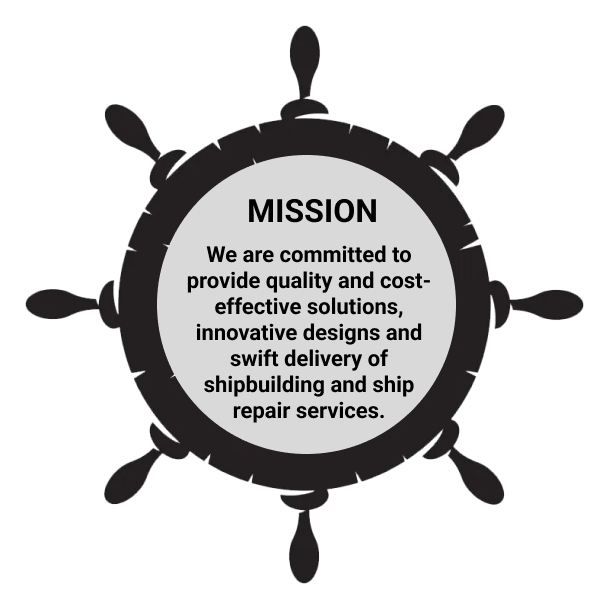 MISSION
We are committed to
provide quality and cost-
effective solutions,
innovative designs and
swift delivery of
shipbuilding and ship
repair services.